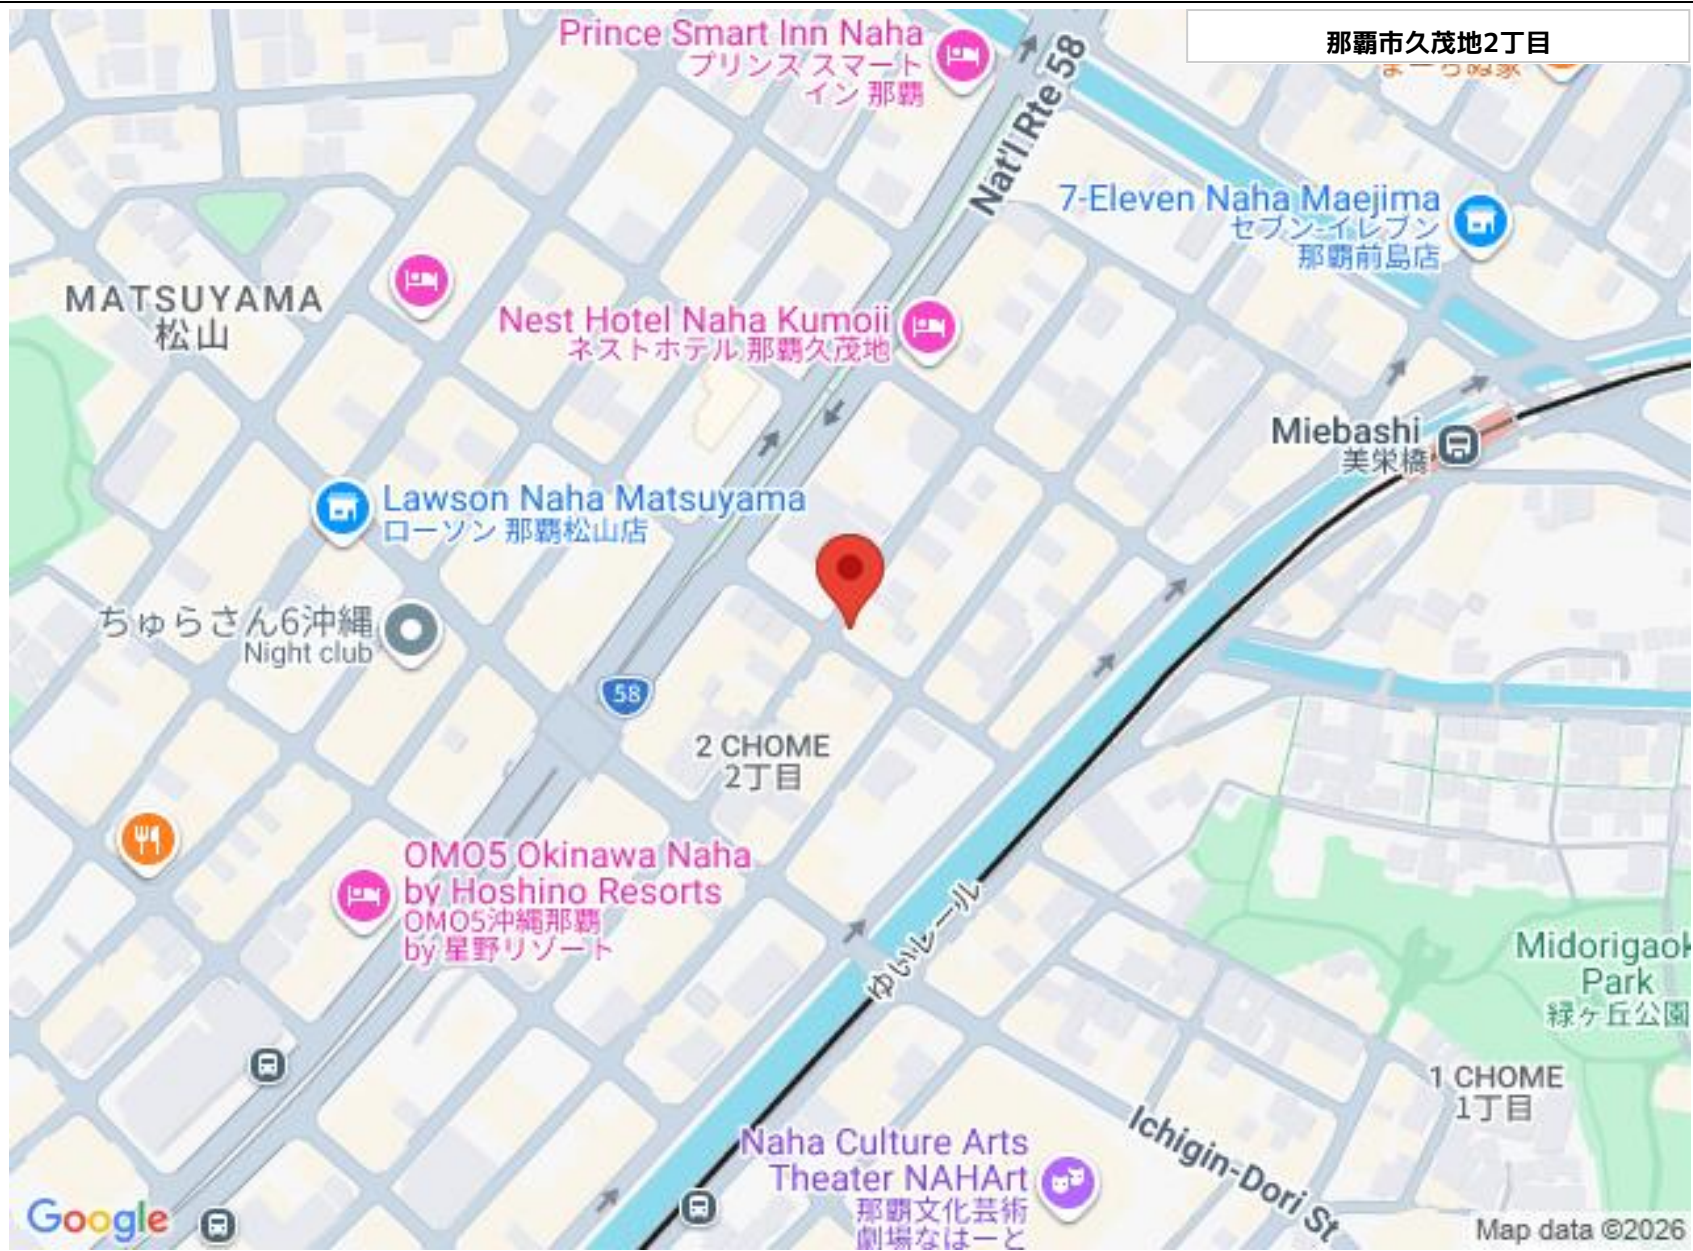 那覇市久茂地2丁目
Prince Smart Inn Naha
プリンス スマート
イン 那覇
Nat'l Rte 58
7-Eleven Naha Maejima
セブン-イレブン
那覇前島店
MATSUYAMA
松山
Nest Hotel Naha Kumoji
ネストホテル 那覇久茂地
Miebashi
美栄橋
Lawson Naha Matsuyama
ローソン 那覇松山店
ちゅらさん6沖縄
Night club
58
2 CHOME
2丁目
OMO5 Okinawa Naha
by Hoshino Resorts
OMO5沖縄那覇
by 星野リゾート
ゆいレール
Midorigaok
Park
緑ヶ丘公園
1 CHOME
1丁目
Ichigin-Dori St
Naha Culture Arts
Theater NAHArt
那覇文化芸術
劇場なはーと
Google
Map data ©2026